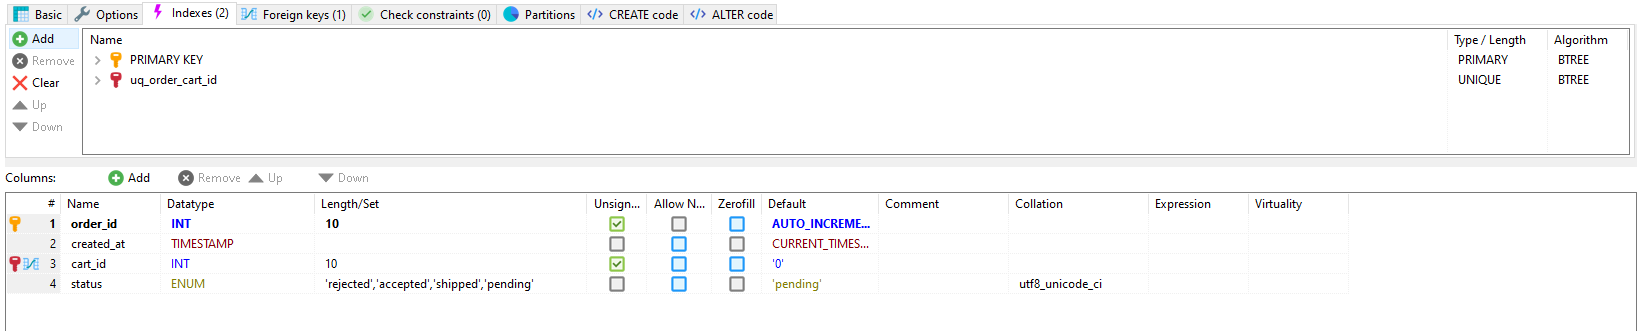 Basic Options Indexes (2) Foreign keys (1) Check constraints (0) Partitions CREATE code ALTER code
Add
Remove
Clear
Up
Down
Name Type / Length Algorithm
PRIMARY KEY PRIMARY BTREE
uq_order_cart_id UNIQUE BTREE
Columns: Add Remove Up Down
# Name Datatype Length/Set Unsign... Allow N... Zerofill Default Comment Collation Expression Virtuality
1 order_id INT 10 AUTO_INCREME...
2 created_at TIMESTAMP CURRENT_TIMES...
3 cart_id INT 10 '0'
4 status ENUM 'rejected','accepted','shipped','pending' 'pending' utf8_unicode_ci